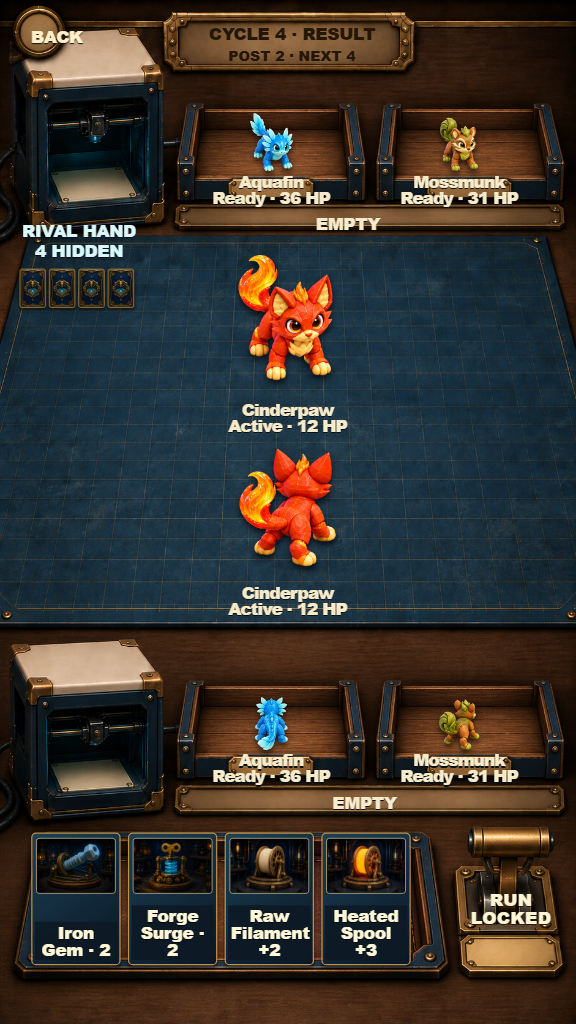 BACK
CYCLE 4 · RESULT
POST 2 · NEXT 4
Aquafin
Ready · 36 HP
Mossmunk
Ready · 31 HP
EMPTY
RIVAL HAND
4 HIDDEN
Cinderpaw
Active · 12 HP
Cinderpaw
Active · 12 HP
Aquafin
Ready · 36 HP
Mossmunk
Ready · 31 HP
EMPTY
Iron
Gem · 2
Forge
Surge ·
2
Raw
Filament
+2
Heated
Spool
+3
RUN
LOCKED